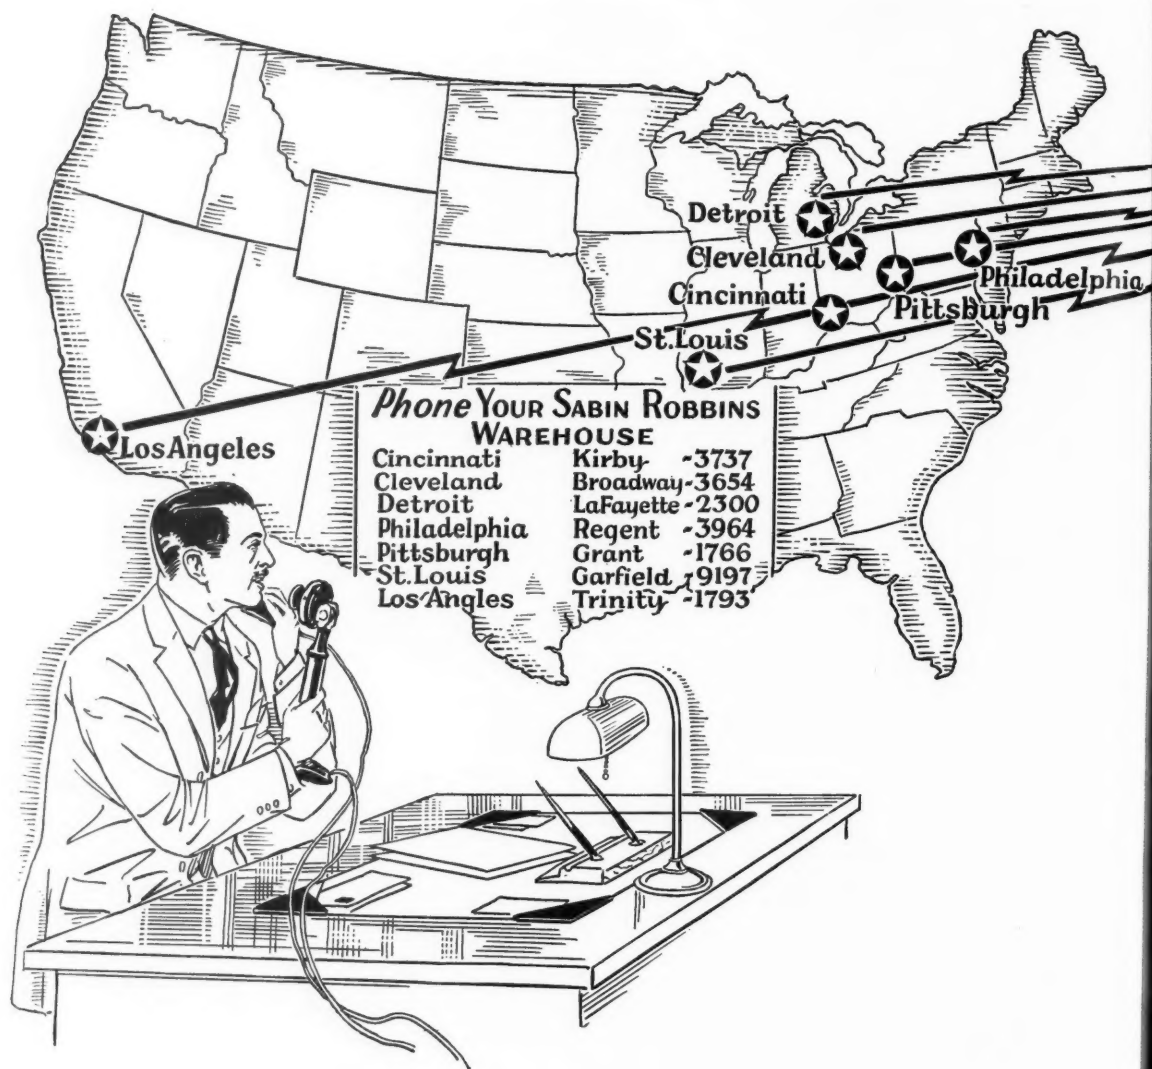 Detroit
Cleveland
Cincinnati
Philadelphia
Pittsburgh
St. Louis
Los Angeles
Phone YOUR SABIN ROBBINS
WAREHOUSE
Cincinnati Kirby -3737
Cleveland Broadway-3654
Detroit LaFayette-2300
Philadelphia Regent -3964
Pittsburgh Grant -1766
St. Louis Garfield -9197
Los Angles Trinity -1793